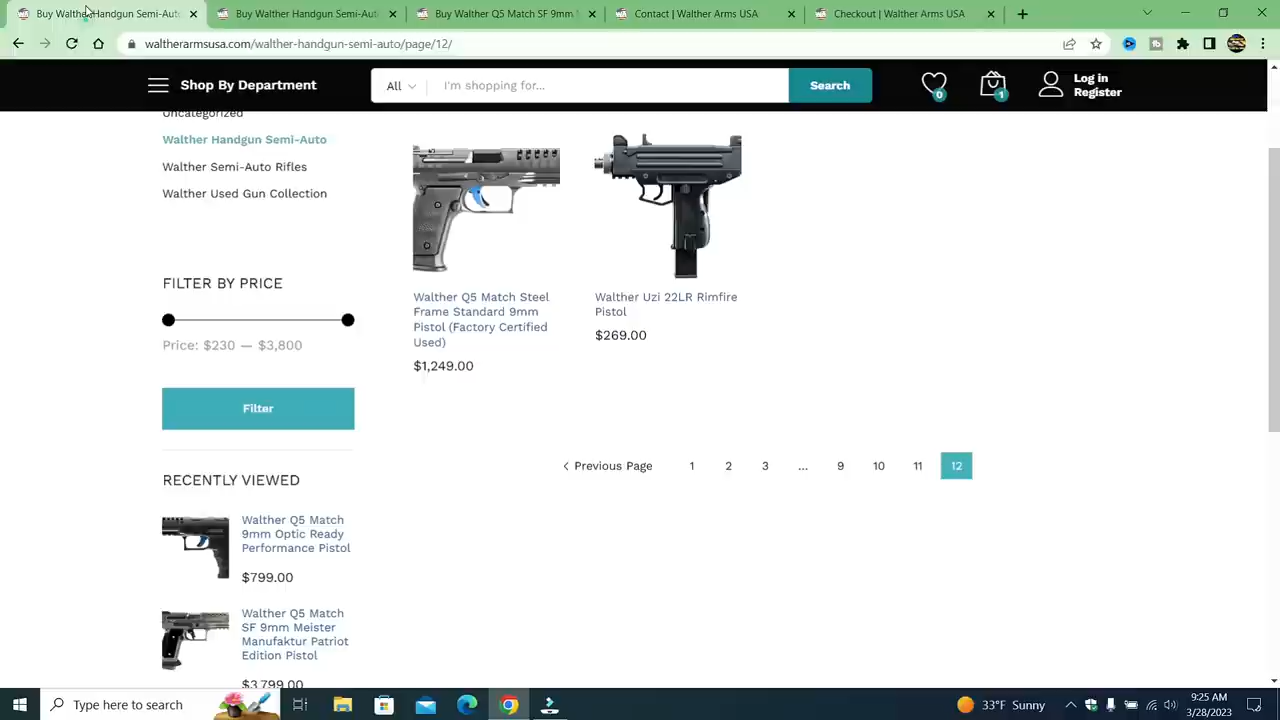 Buy Walther Handgun Semi-Aut
Buy Walther Handgun Semi-Aut
Buy Walther Q5 Match SF 9mm M
Contact | Walther Arms USA
Checkout | Walther Arms USA
waltherarmsusa.com/walther-handgun-semi-auto/page/12/
Shop By Department
All
I'm shopping for...
Search
0
1
Log in
Register
Uncategorized
Walther Handgun Semi-Auto
Walther Semi-Auto Rifles
Walther Used Gun Collection
FILTER BY PRICE
Price: $230 — $3,800
Filter
RECENTLY VIEWED
Walther Q5 Match
9mm Optic Ready
Performance Pistol
$799.00
Walther Q5 Match
SF 9mm Meister
Manufaktur Patriot
Edition Pistol
$3,799.00
Walther Q5 Match Steel
Frame Standard 9mm
Pistol (Factory Certified
Used)
$1,249.00
Walther Uzi 22LR Rimfire
Pistol
$269.00
Previous Page 1 2 3 ... 9 10 11 12
Type here to search
33°F Sunny
9:25 AM
3/28/2023